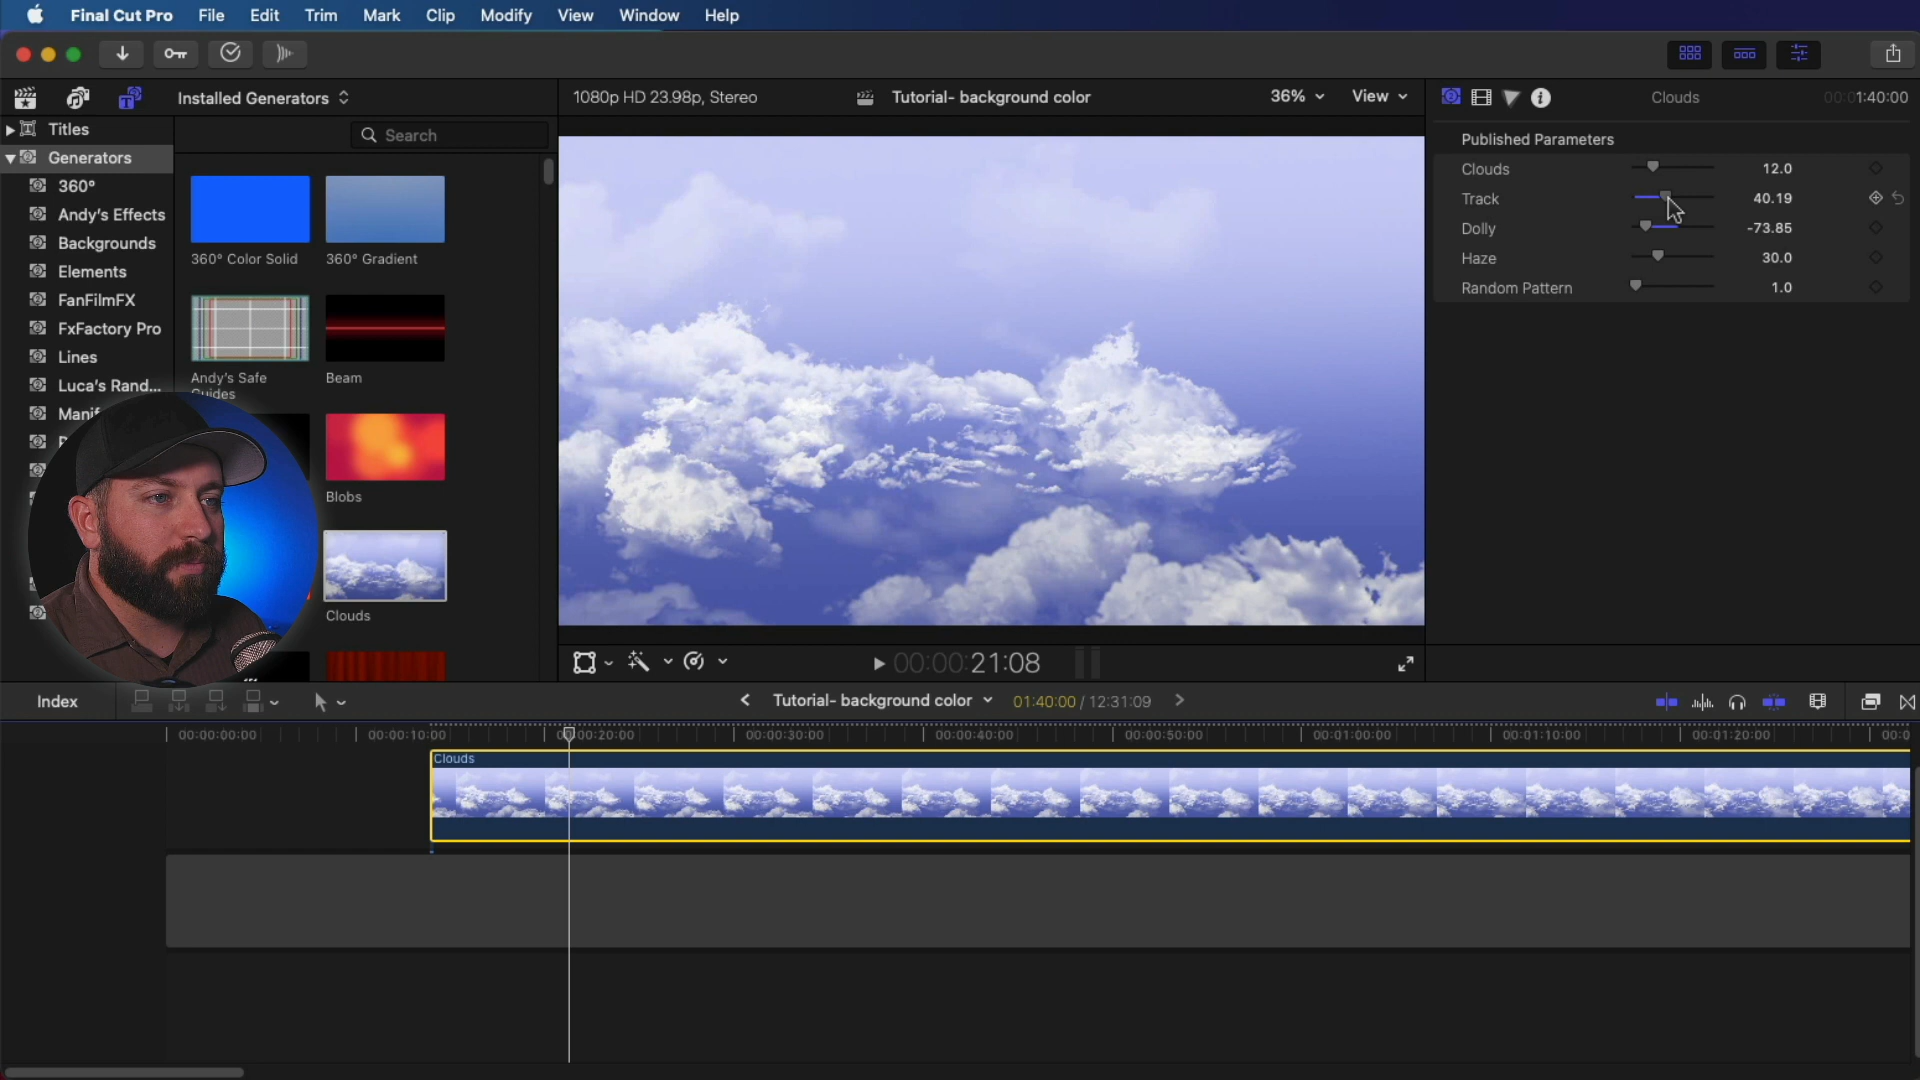 Final Cut Pro File Edit Trim Mark Clip Modify View Window Help
Installed Generators
1080p HD 23.98p, Stereo
Tutorial- background color
36%
View
Clouds
1:40:00
Titles
Search
Generators
360°
Andy's Effects
Backgrounds
Elements
FanFilmFX
FxFactory Pro
Lines
Luca's Rand...
360° Color Solid
360° Gradient
Andy's Safe
Guides
Beam
Blobs
Clouds
Published Parameters
Clouds 12.0
Track 40.19
Dolly -73.85
Haze 30.0
Random Pattern 1.0
00:00:21:08
Index
Tutorial- background color
01:40:00 / 12:31:09
00:00:00:00
00:00:10:00
00:00:20:00
00:00:30:00
00:00:40:00
00:00:50:00
00:01:00:00
00:01:10:00
00:01:20:00
Clouds